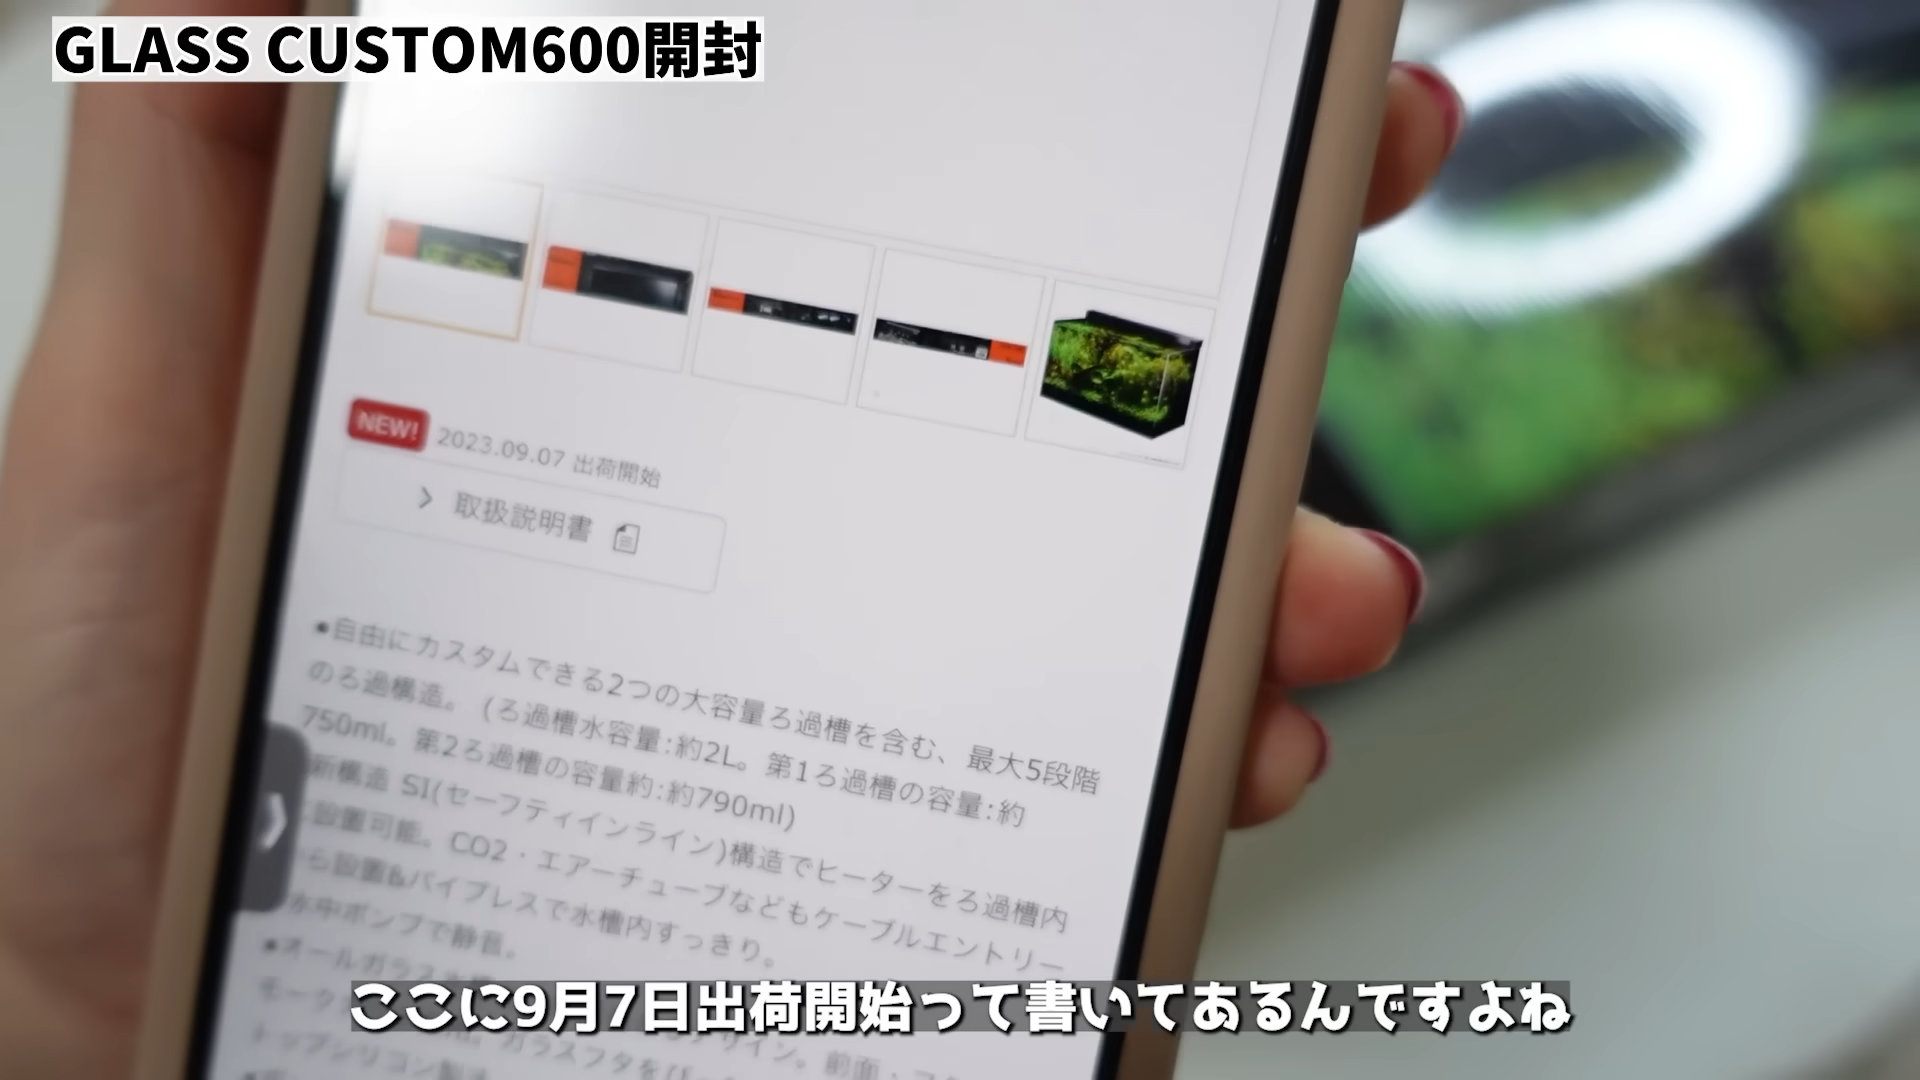 GLASS CUSTOM600開封
NEW! 2023.09.07 出荷開始
取扱説明書
●自由にカスタムできる2つの大容量ろ過槽を含む、最大5段階
のろ過構造。(ろ過槽水容量:約2L。第1ろ過槽の容量:約
750ml。第2ろ過槽の容量約:約790ml)
新構造 SI(セーフティインライン)構造でヒーターをろ過槽内
に設置可能。CO2・エアーチューブなどもケーブルエントリー
から設置&パイプレスで水槽内すっきり。
水中ポンプで静音。
●オールガラス
ここに9月7日出荷開始って書いてあるんですよね